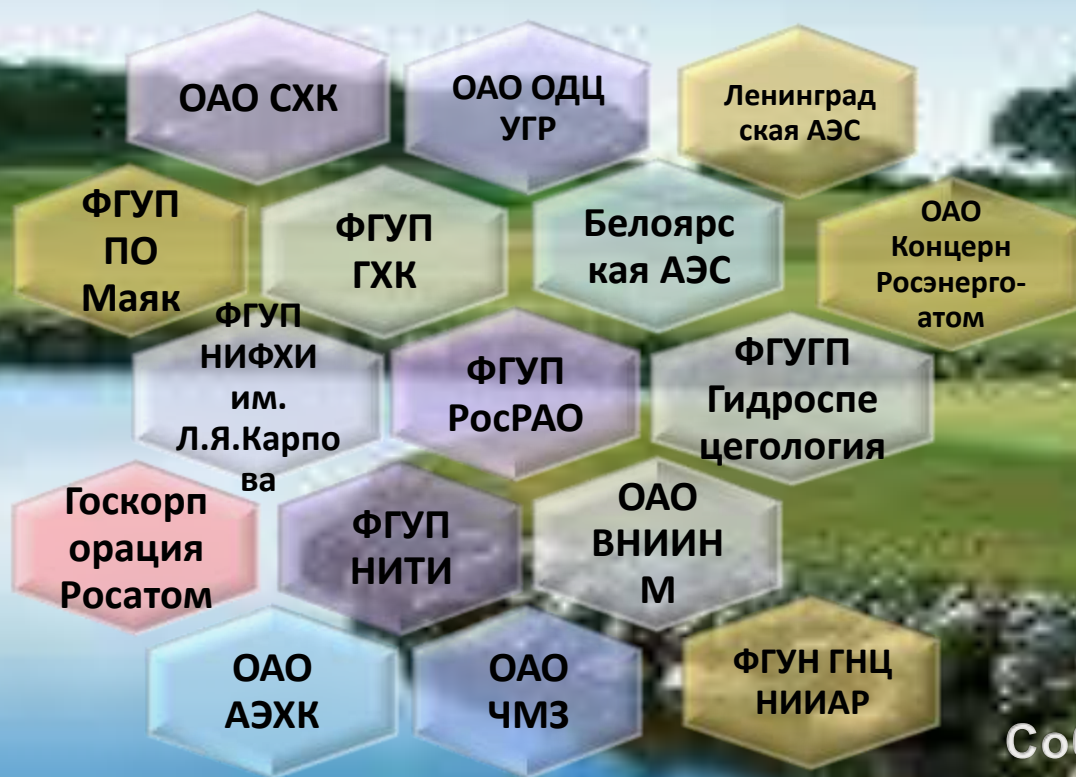 ОАО СХК
ОАО ОДЦ
УГР
Ленинград
ская АЭС
ФГУП
ПО
Маяк
ФГУП
ГХК
Белоярс
кая АЭС
ОАО
Концерн
Росэнерго-
атом
ФГУП
НИФХИ
им.
Л.Я.Карпо
ва
ФГУП
РосРАО
ФГУГП
Гидроспе
цегология
Госкорп
орация
Росатом
ФГУП
НИТИ
ОАО
ВНИИН
М
ОАО
АЭХК
ОАО
ЧМЗ
ФГУН ГНЦ
НИИАР